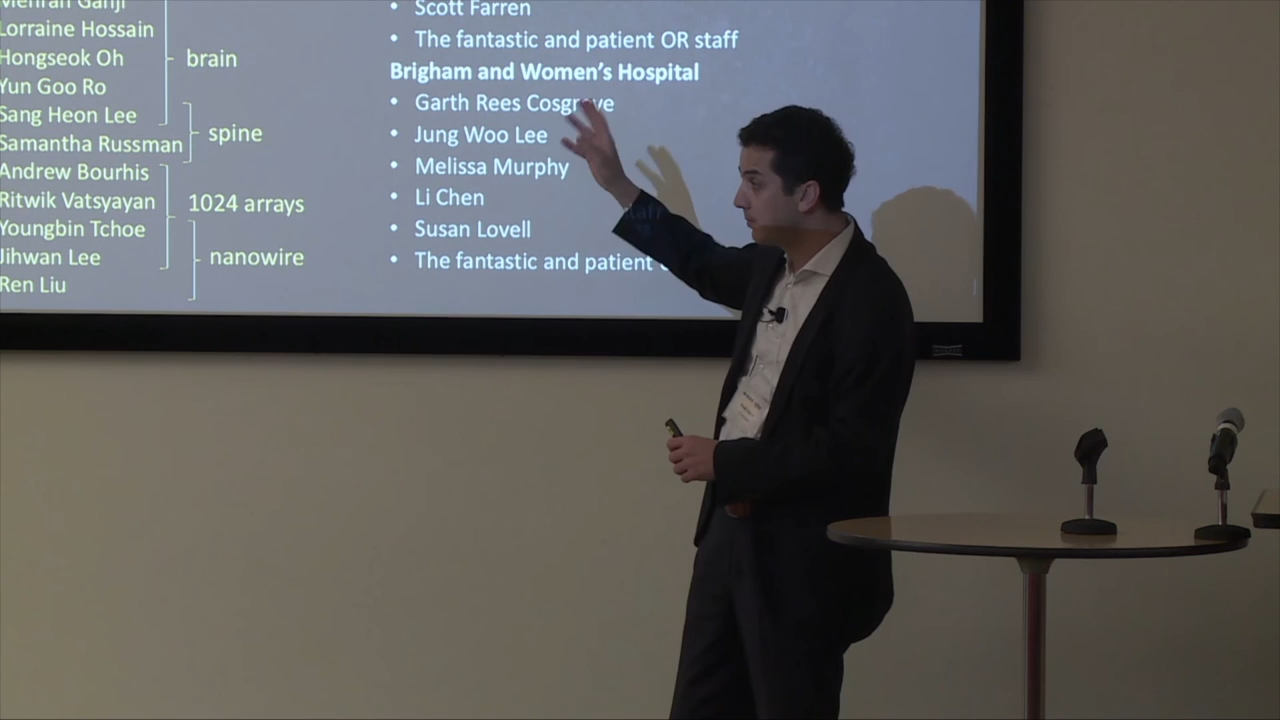 Mehran Ganji
Lorraine Hossain
Hongseok Oh
Yun Goo Ro
Sang Heon Lee
Samantha Russman
Andrew Bourhis
Ritwik Vatsyayan
Youngbin Tchoe
Jihwan Lee
Ren Liu
brain
spine
1024 arrays
nanowire
• Scott Farren
• The fantastic and patient OR staff
Brigham and Women's Hospital
• Garth Rees Cosgrove
• Jung Woo Lee
• Melissa Murphy
• Li Chen
• Susan Lovell
• The fantastic and patient